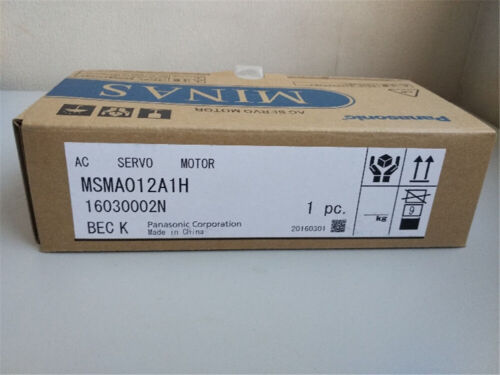 Panasonic
AC SERVO MOTOR
MINAS
AC SERVO MOTOR
MSMA012A1H
16030002N
1 pc.
BEC K
Panasonic Corporation
Made in China
20160301
kg
9